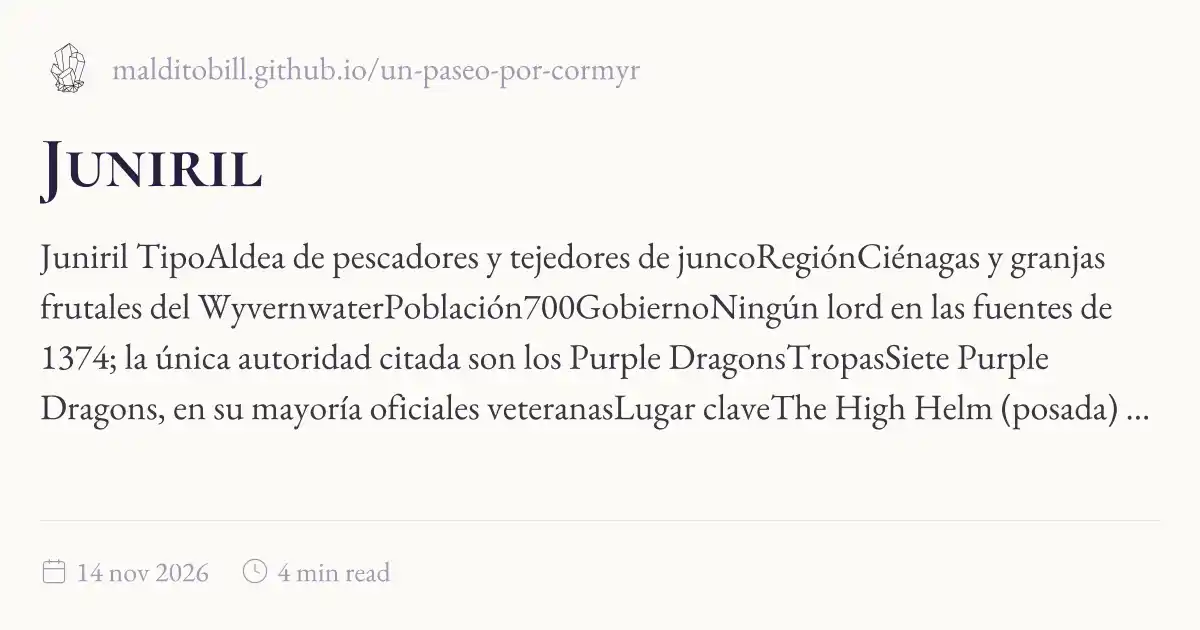 malditobill.github.io/un-paseo-por-cormyr
Juniril
Juniril TipoAldea de pescadores y tejedores de juncoRegiónCiénagas y granjas
frutales del WyvernwaterPoblación700GobiernoNingún lord en las fuentes de
1374; la única autoridad citada son los Purple DragonsTropasSiete Purple
Dragons, en su mayoría oficiales veteranasLugar claveThe High Helm (posada) ...
14 nov 2026
4 min read